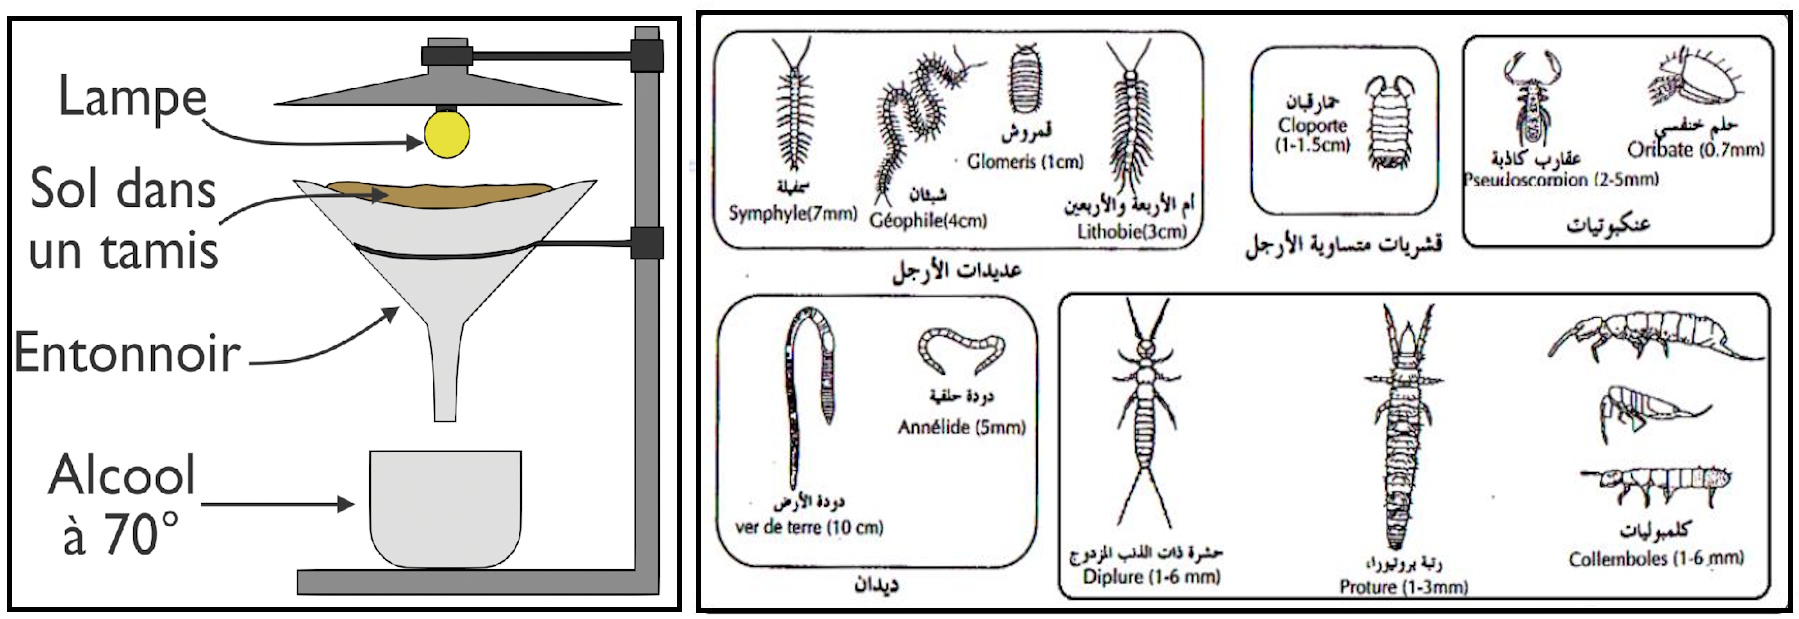 Lampe
Sol dans
un tamis
Entonnoir
Alcool
à 70°
سمفيلة
Symphyle(7mm)
شبثان
Géophile(4cm)
قمروش
Glomeris (1cm)
أم الأربعة والأربعين
Lithobie(3cm)
عديدات الأرجل
حمارقبان
Cloporte
(1-1.5cm)
قشريات متساوية الأرجل
عقارب كاذبة
Pseudoscorpion (2-5mm)
حلم خنفسي
Oribate (0.7mm)
عنكبوتيات
دودة الأرض
ver de terre (10 cm)
دودة حلقية
Annélide (5mm)
ديدان
حشرة ذات الذنب المزدوج
Diplure (1-6 mm)
رتبة بروتيورا،
Proture (1-3mm)
كلمبوليات
Collemboles (1-6 mm)